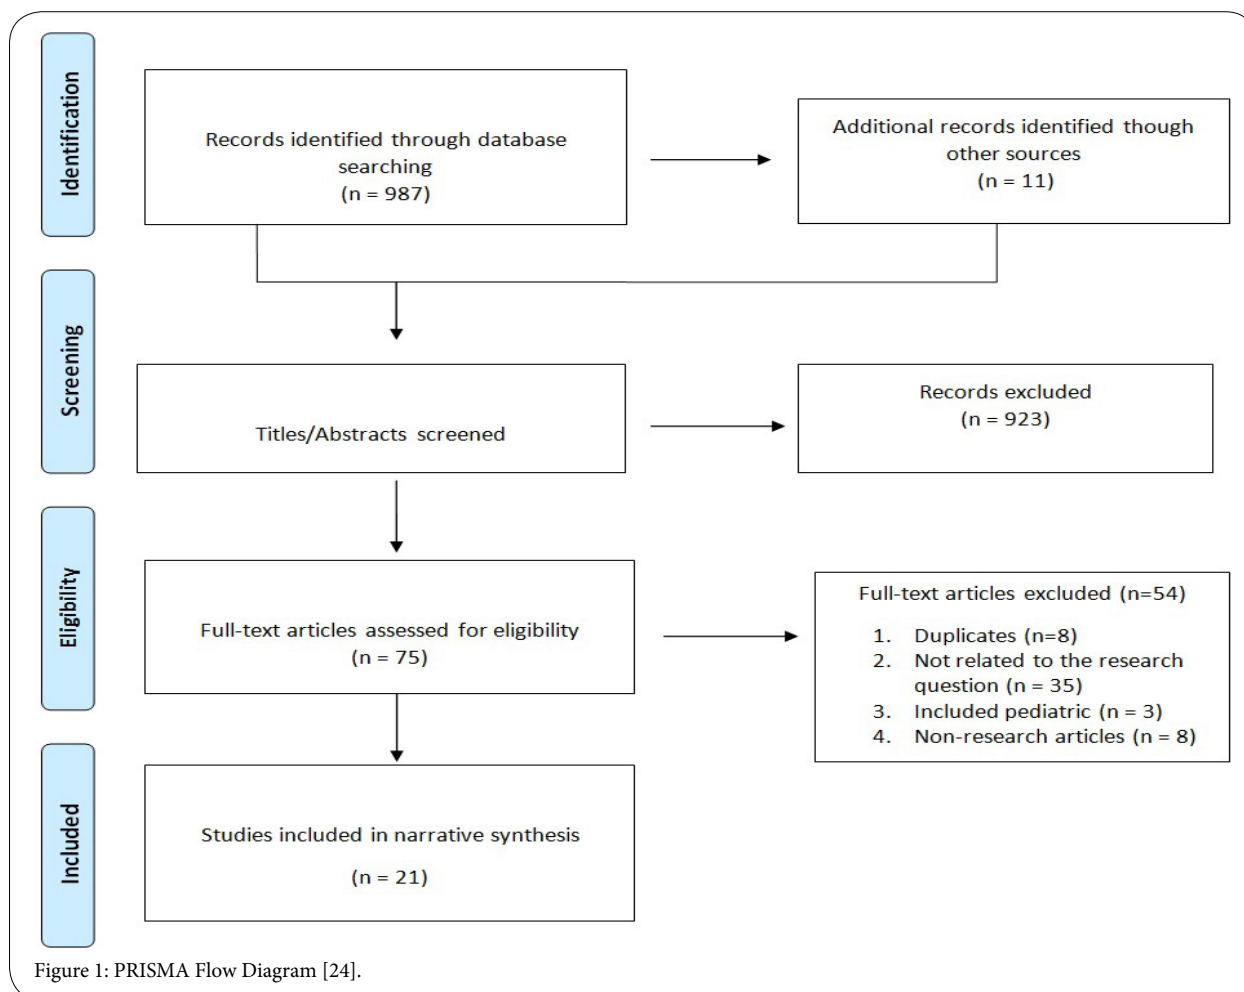 Identification
Records identified through database
searching
(n = 987)
Additional records identified though
other sources
(n = 11)
Screening
Titles/Abstracts screened
Records excluded
(n = 923)
Eligibility
Full-text articles assessed for eligibility
(n = 75)
Full-text articles excluded (n=54)
1. Duplicates (n=8)
2. Not related to the research
question (n = 35)
3. Included pediatric (n = 3)
4. Non-research articles (n = 8)
Included
Studies included in narrative synthesis
(n = 21)
Figure 1: PRISMA Flow Diagram [24].